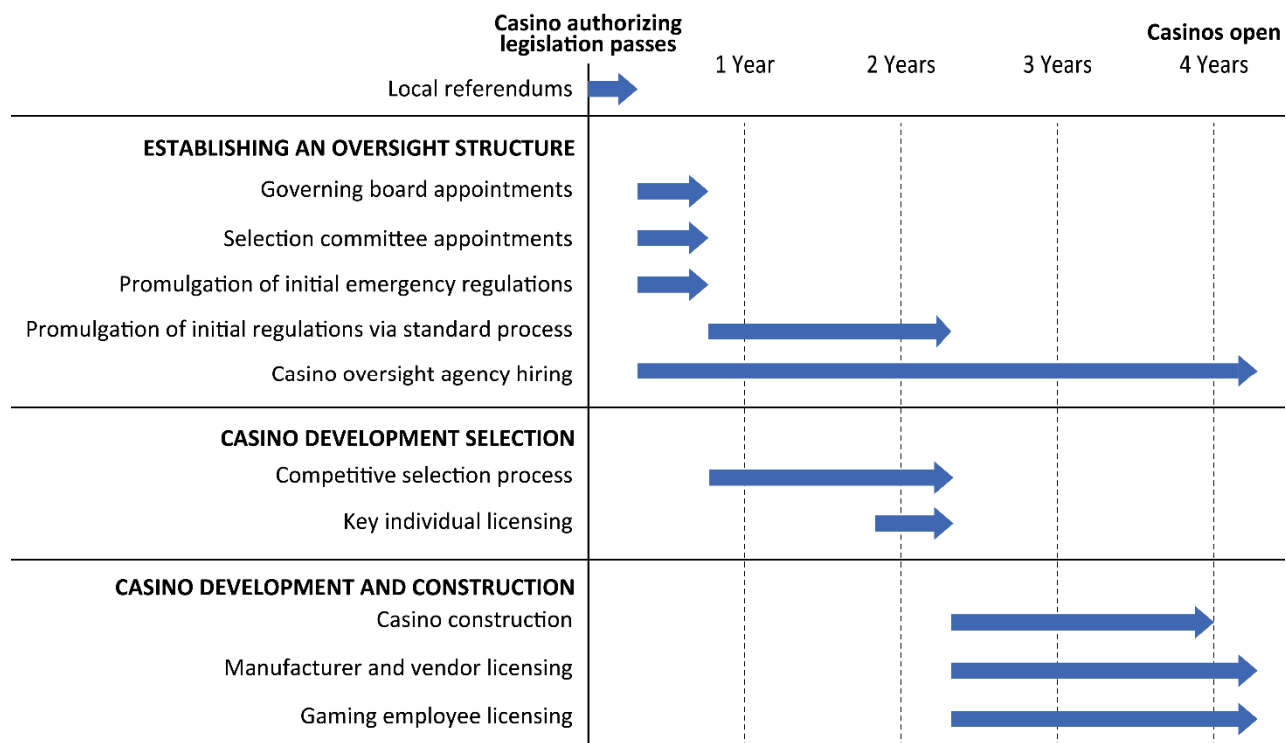 Casino authorizing
legislation passes
Casinos open
1 Year
2 Years
3 Years
4 Years
Local referendums
ESTABLISHING AN OVERSIGHT STRUCTURE
Governing board appointments
Selection committee appointments
Promulgation of initial emergency regulations
Promulgation of initial regulations via standard process
Casino oversight agency hiring
CASINO DEVELOPMENT SELECTION
Competitive selection process
Key individual licensing
CASINO DEVELOPMENT AND CONSTRUCTION
Casino construction
Manufacturer and vendor licensing
Gaming employee licensing